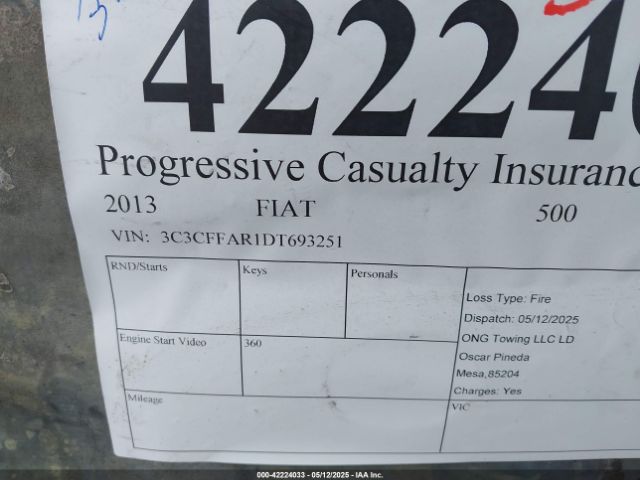 42224
Progressive Casualty Insuranc
2013 FIAT 500
VIN: 3C3CFFAR1DT693251
RND/Starts Keys Personals
Loss Type: Fire
Dispatch: 05/12/2025
Engine Start Video 360
ONG Towing LLC LD
Oscar Pineda
Mesa,85204
Charges: Yes
Mileage
VIC
000-42224033 - 05/12/2025 - IAA Inc.